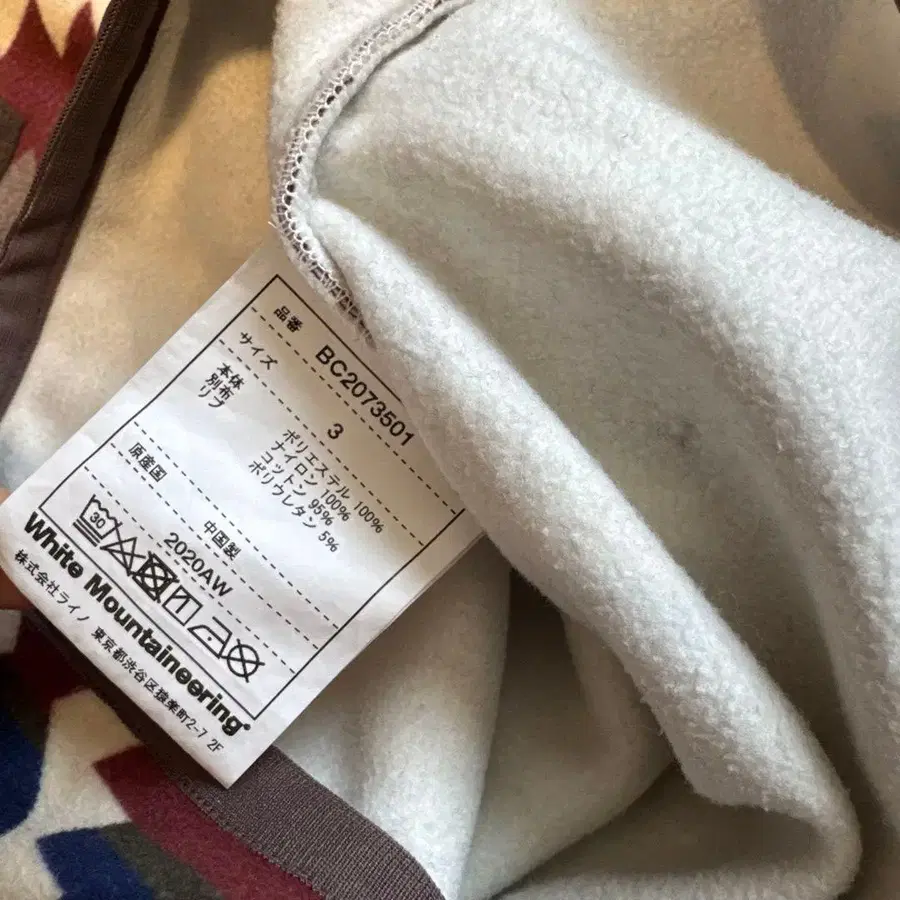 品番 BC2073501
サイズ 3
本体 ポリエステル 100%
別布 ナイロン 100%
リブ コットン 95%
ポリウレタン 5%
原産国 中国製
2020AW
30
White Mountaineering®
株式会社ライノ 東京都渋谷区猿楽町2-7 2F